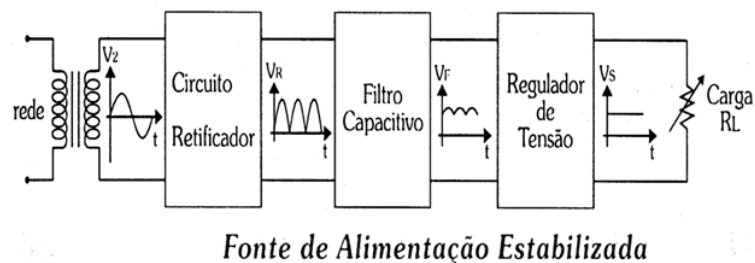 rede
V2
t
Circuito
Retificador
VR
t
Filtro
Capacitivo
VF
t
Regulador
de
Tensão
VS
t
Carga
RL
Fonte de Alimentação Estabilizada